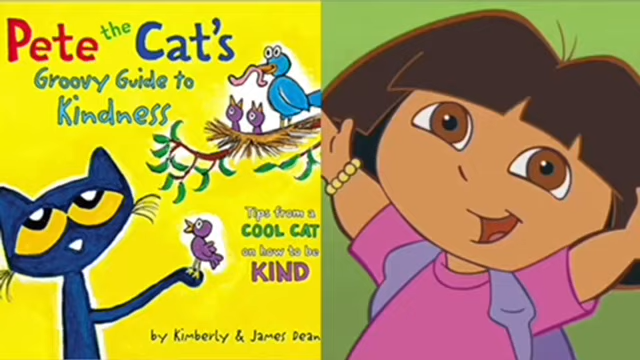 Pete the Cat's
Groovy Guide to
Kindness
Tips from a
COOL CAT
on how to be
KIND
by Kimberly & James Dean